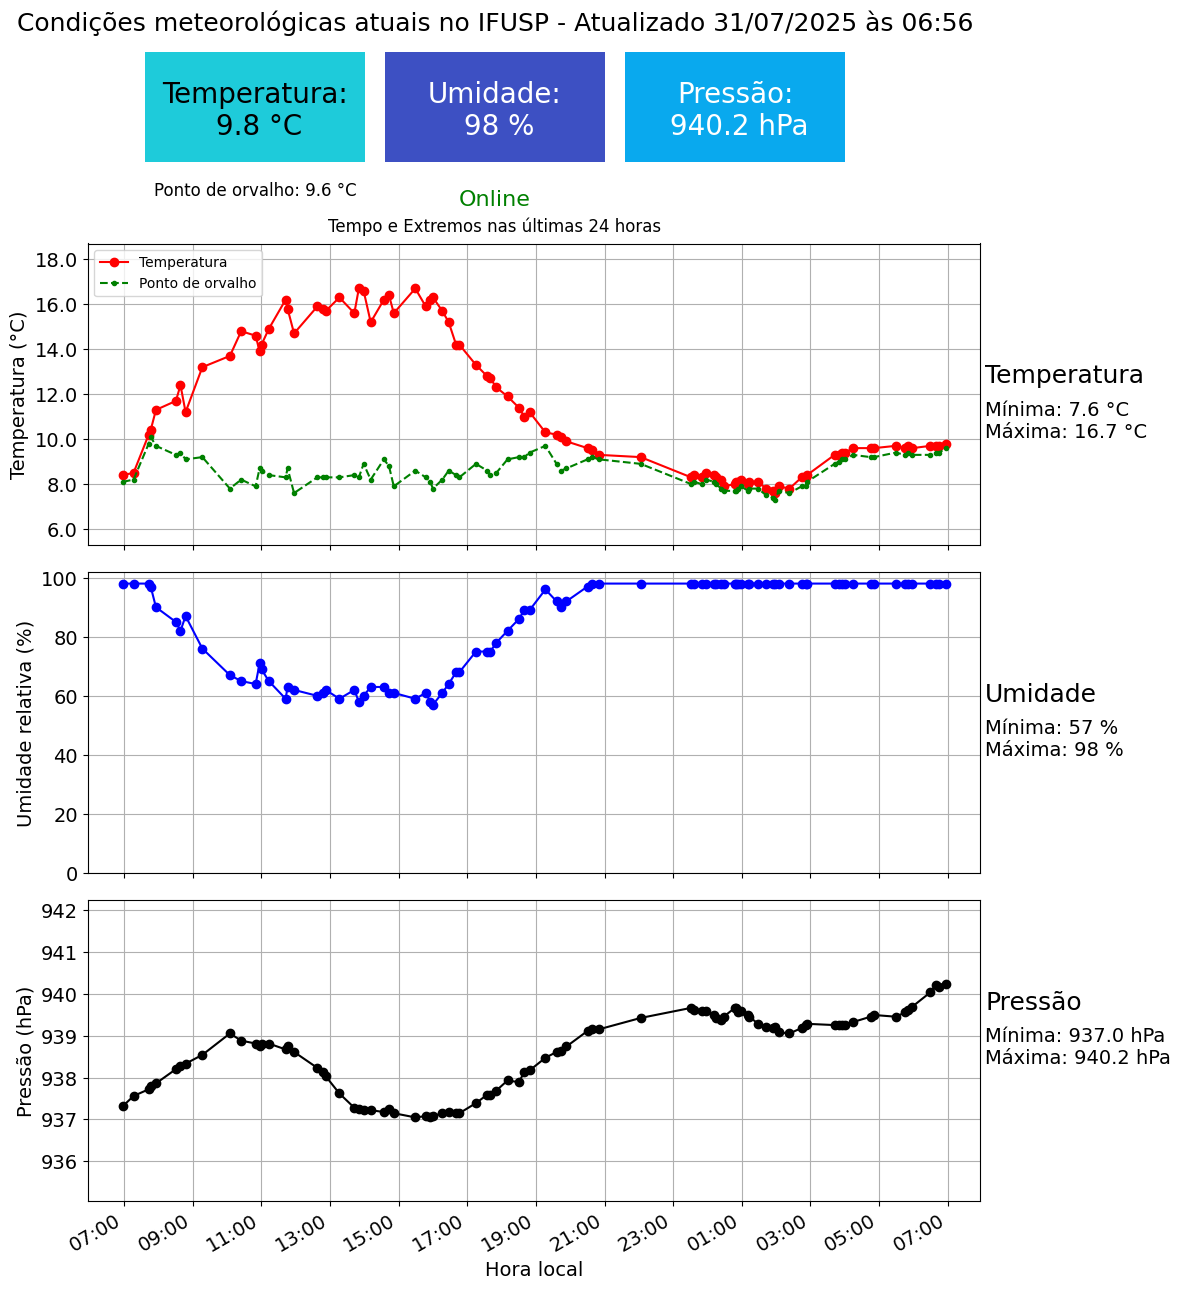 Condições meteorológicas atuais no IFUSP - Atualizado 31/07/2025 às 06:56
Temperatura:
9.8 °C
Umidade:
98 %
Pressão:
940.2 hPa
Ponto de orvalho: 9.6 °C
Online
Tempo e Extremos nas últimas 24 horas
Temperatura
Ponto de orvalho
Temperatura (°C)
18.0
16.0
14.0
12.0
10.0
8.0
6.0
Temperatura
Mínima: 7.6 °C
Máxima: 16.7 °C
Umidade relativa (%)
100
80
60
40
20
0
Umidade
Mínima: 57 %
Máxima: 98 %
Pressão (hPa)
942
941
940
939
938
937
936
Pressão
Mínima: 937.0 hPa
Máxima: 940.2 hPa
07:00 09:00 11:00 13:00 15:00 17:00 19:00 21:00 23:00 01:00 03:00 05:00 07:00
Hora local